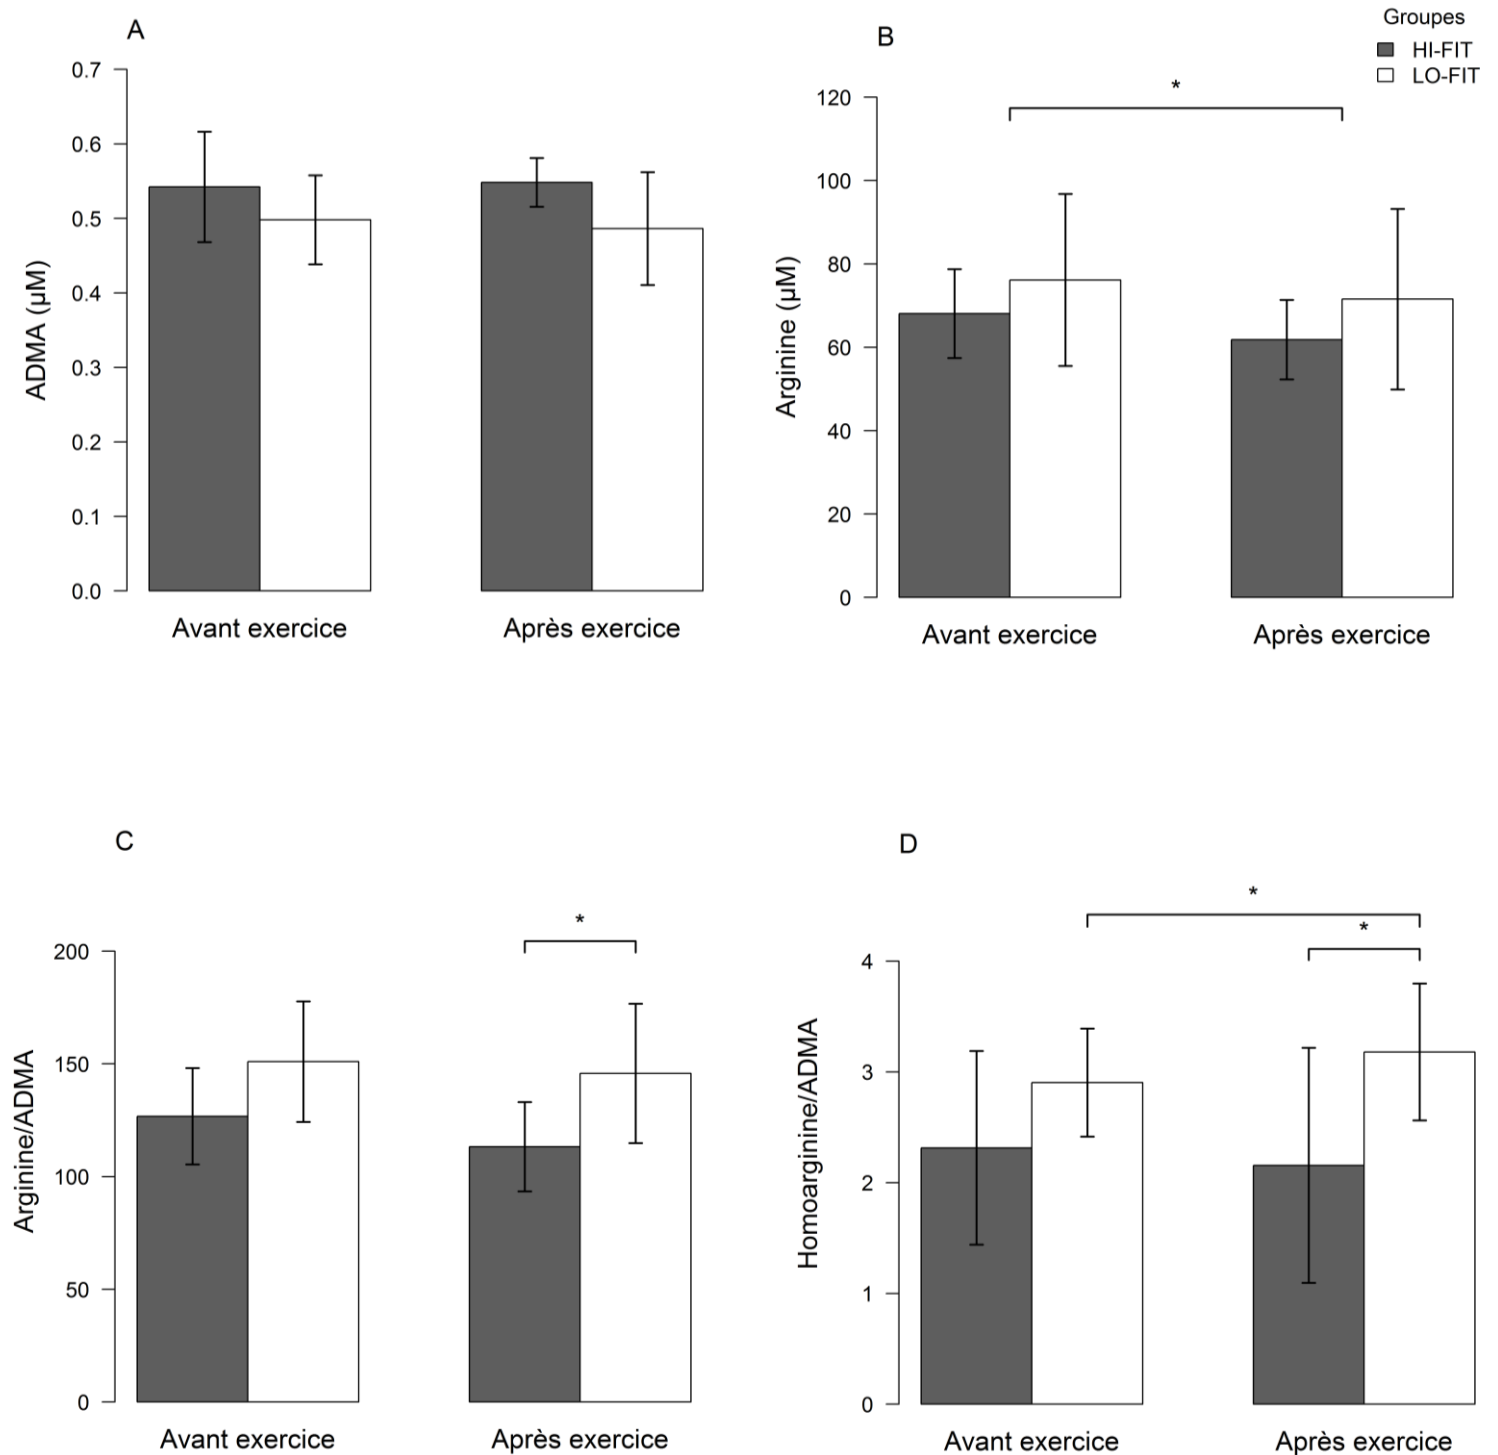 A
0.7
0.6
0.5
0.4
0.3
0.2
0.1
0.0
ADMA (µM)
Avant exercice
Après exercice
B
Groupes
HI-FIT
LO-FIT
*
120
100
80
60
40
20
0
Arginine (µM)
Avant exercice
Après exercice
C
*
200
150
100
50
0
Arginine/ADMA
Avant exercice
Après exercice
D
*
*
4
3
2
1
0
Homoarginine/ADMA
Avant exercice
Après exercice